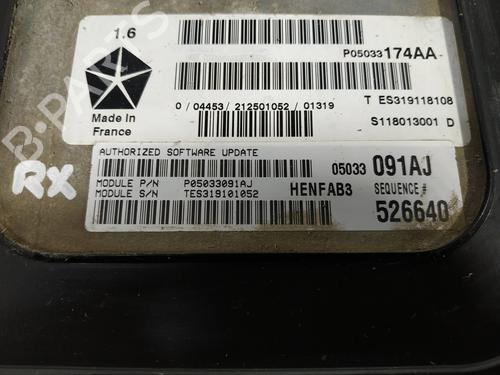 1.6
P05033174AA
Made in
France
0 / 04453 / 212501052 / 01319
T ES319118108
S118013001 D
AUTHORIZED SOFTWARE UPDATE
05033 091AJ
MODULE P/N P05033091AJ
MODULE S/N TES319101052
HENFAB3
SEQUENCE #
526640
RX
B-PARTS